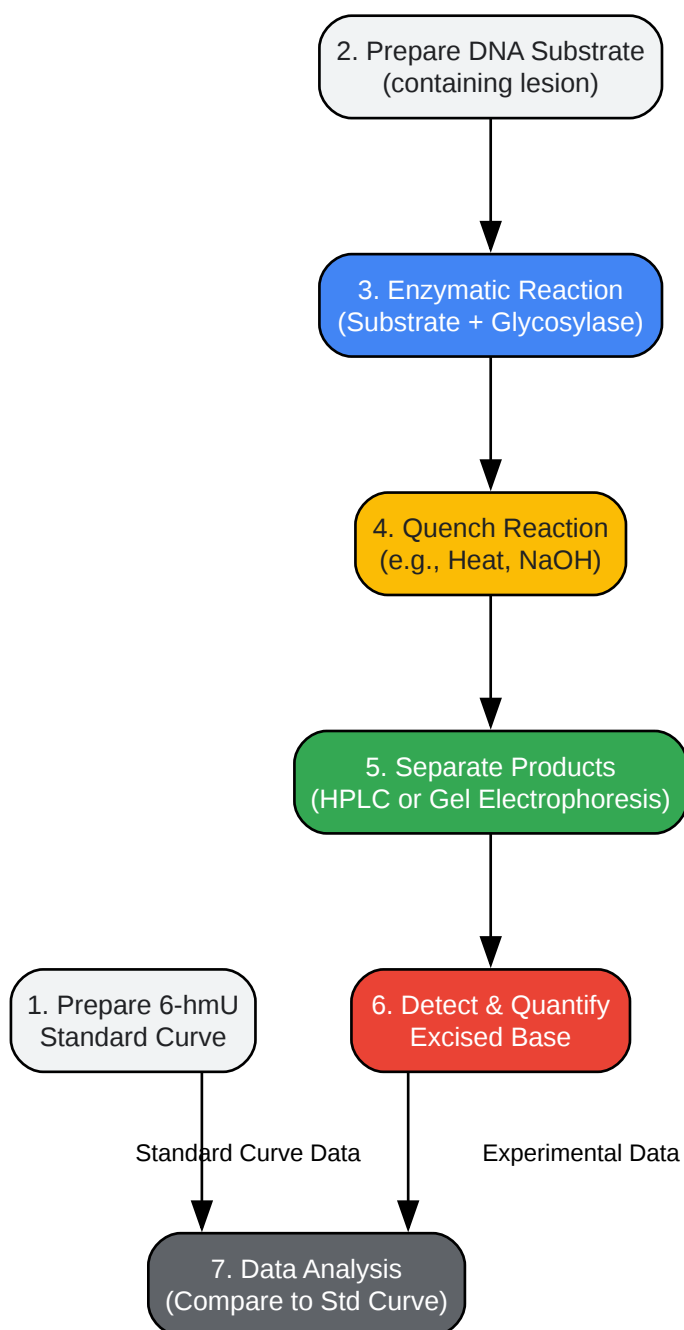 2. Prepare DNA Substrate
(containing lesion)
3. Enzymatic Reaction
(Substrate + Glycosylase)
4. Quench Reaction
(e.g., Heat, NaOH)
5. Separate Products
(HPLC or Gel Electrophoresis)
1. Prepare 6-hmU
Standard Curve
6. Detect & Quantify
Excised Base
Standard Curve Data
Experimental Data
7. Data Analysis
(Compare to Std Curve)